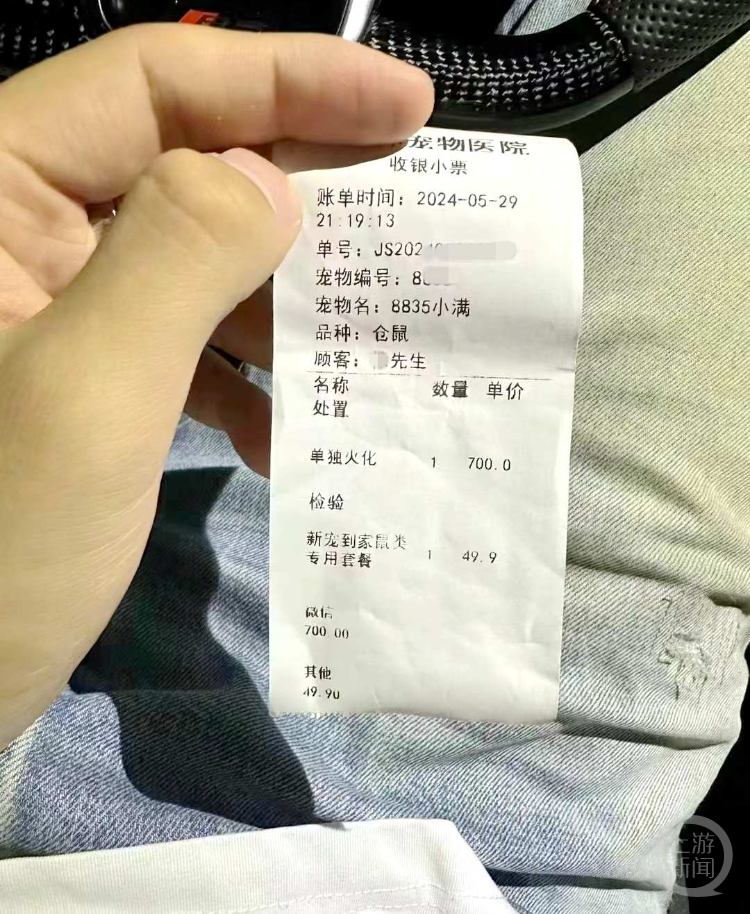 宠物医院
收银小票
账单时间：2024-05-29
21:19:13
单号：JS202
宠物编号：8
宠物名：8835小满
品种：仓鼠
顾客： 先生
名称 数量 单价
处置
单独火化 1 700.0
检验
新宠到家鼠类
专用套餐 1 49.9
微信
700.00
其他
49.90
上游
新闻